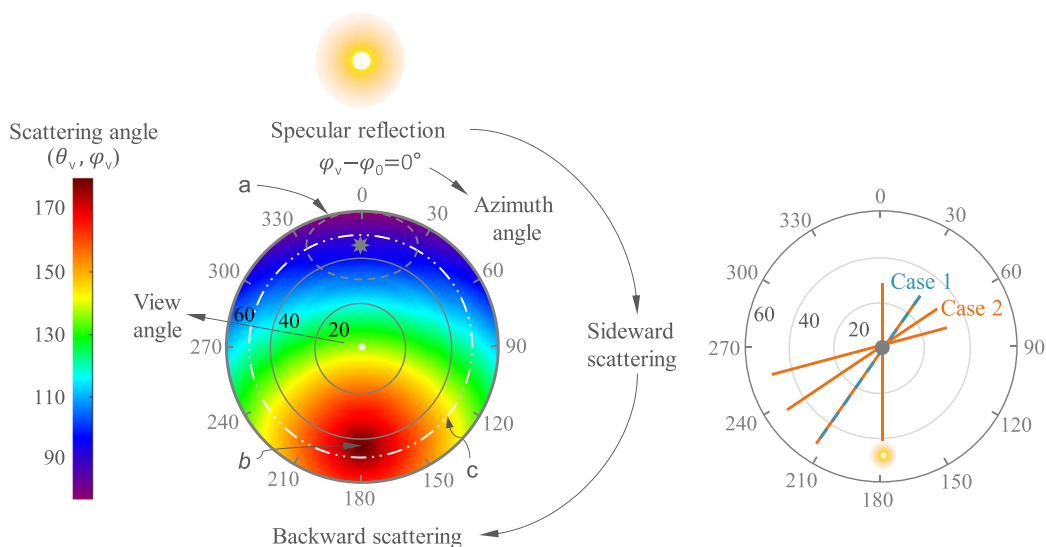 Specular reflection
Scattering angle
(θv, φv)
φv−φ0=0°
170
150
130
110
90
a
Azimuth
angle
0
30
60
90
120
150
180
210
240
270
300
330
View
angle
60
40
20
b
c
Sideward
scattering
Backward scattering
0
30
60
90
120
150
180
210
240
270
300
330
60
40
20
Case 1
Case 2